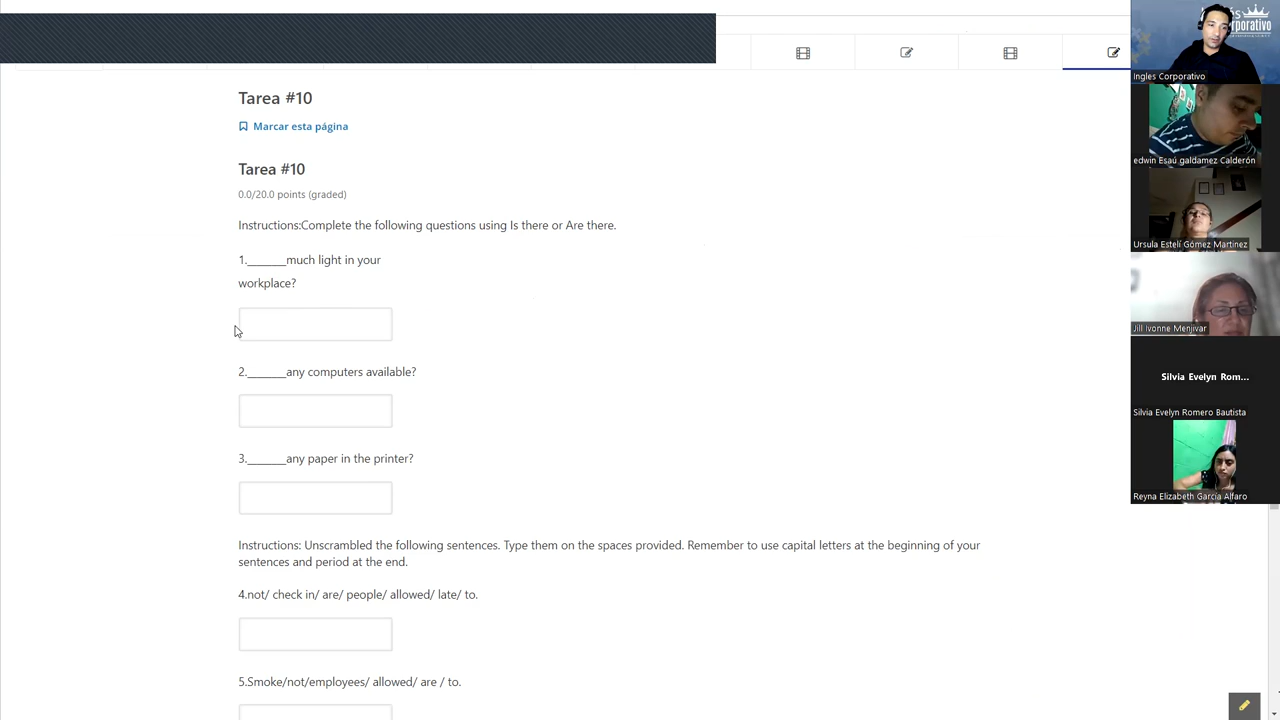 Tarea #10
Marcar esta página
Tarea #10
0.0/20.0 points (graded)
Instructions:Complete the following questions using Is there or Are there.
1._______much light in your
workplace?
2._______any computers available?
3._______any paper in the printer?
Instructions: Unscrambled the following sentences. Type them on the spaces provided. Remember to use capital letters at the beginning of your
sentences and period at the end.
4.not/ check in/ are/ people/ allowed/ late/ to.
5.Smoke/not/employees/ allowed/ are / to.
Ingles Corporativo
edwin Esaú galdamez Calderón
Ursula Estelí Gómez Martinez
Jill Ivonne Menjivar
Silvia Evelyn Rom...
Silvia Evelyn Romero Bautista
Reyna Elizabeth García Alfaro